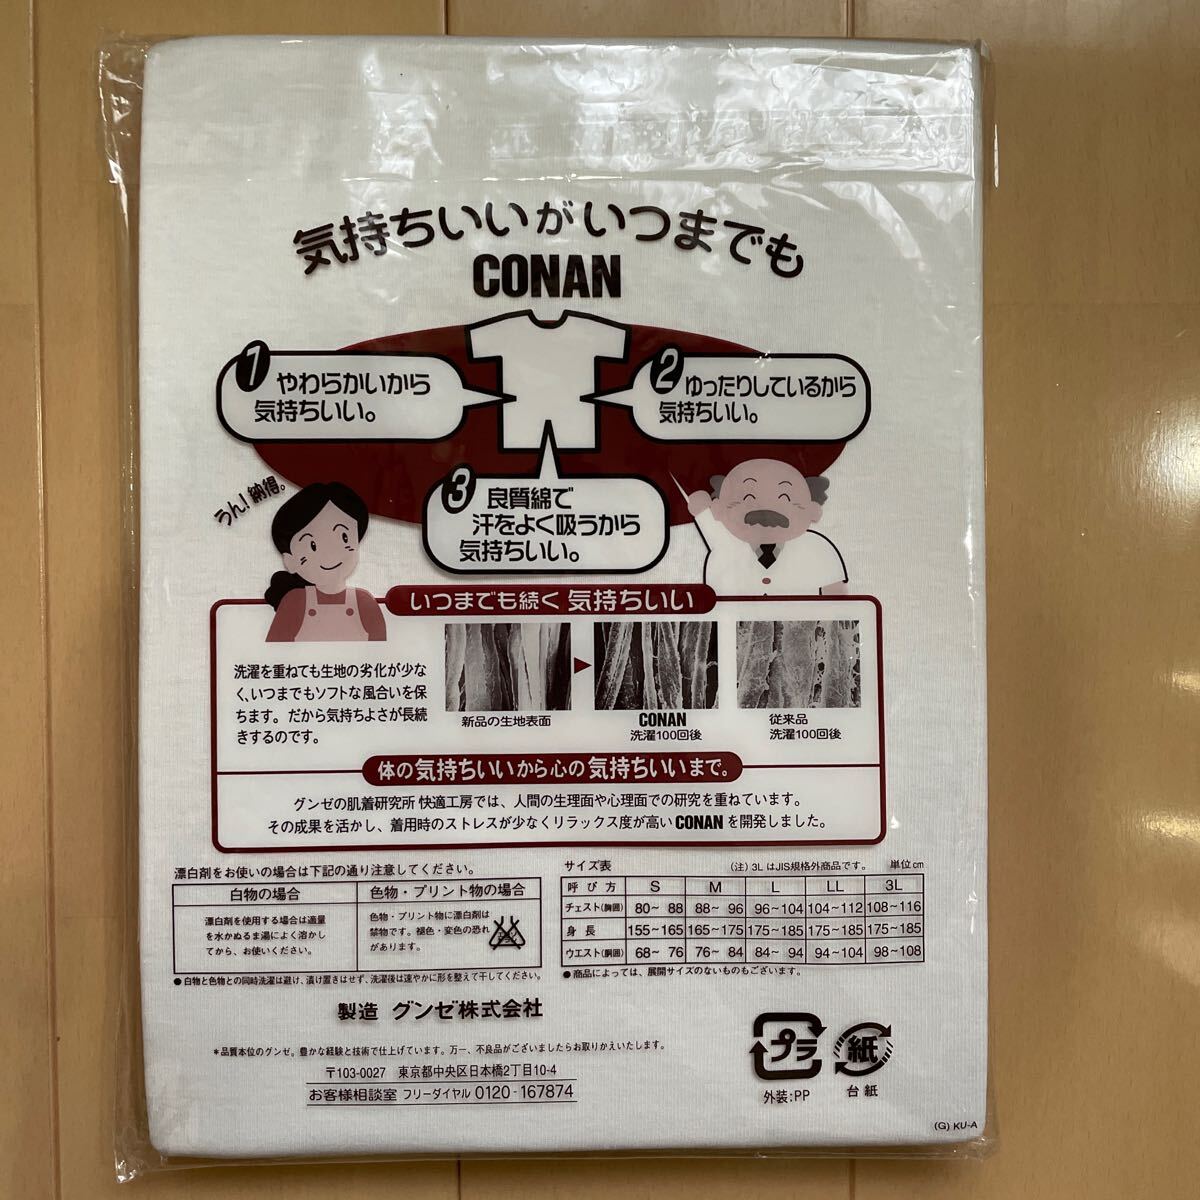 気持ちいいがいつまでも
CONAN
1 やわらかいから
気持ちいい。
2 ゆったりしているから
気持ちいい。
3 良質綿で
汗をよく吸うから
気持ちいい。
うん!納得。
いつまでも続く 気持ちいい
洗濯を重ねても生地の劣化が少な
く、いつまでもソフトな風合いを保
ちます。だから気持ちよさが長続
きするのです。
新品の生地表面
CONAN
洗濯100回後
従来品
洗濯100回後
体の気持ちいいから心の気持ちいいまで。
グンゼの肌着研究所 快適工房では、人間の生理面や心理面での研究を重ねています。
その成果を活かし、着用時のストレスが少なくリラックス度が高いCONANを開発しました。
漂白剤をお使いの場合は下記の通り注意してください。
白物の場合
色物・プリント物の場合
漂白剤を使用する場合は適量
を水かぬるま湯によく溶かし
てから、お使いください。
色物・プリント物に漂白剤は
禁物です。褪色・変色の恐れ
があります。
●白物と色物との同時洗濯は避け、漬け置きはせず、洗濯後は速やかに形を整えて干してください。
サイズ表 (注) 3LはJIS規格外商品です。 単位cm
呼び方 S M L LL 3L
チェスト(胸囲) 80~88 88~96 96~104 104~112 108~116
身長 155~165 165~175 175~185 175~185 175~185
ウエスト(胴囲) 68~76 76~84 84~94 94~104 98~108
●商品によっては、展開サイズのないものもございます。
製造 グンゼ株式会社
*品質本位のグンゼ。豊かな経験と技術で仕上げています。万一、不良品がございましたらお取りかえいたします。
〒103-0027 東京都中央区日本橋2丁目10-4
お客様相談室 フリーダイヤル 0120-167874
プラ
外装:PP
紙
台紙
(G) KU-A